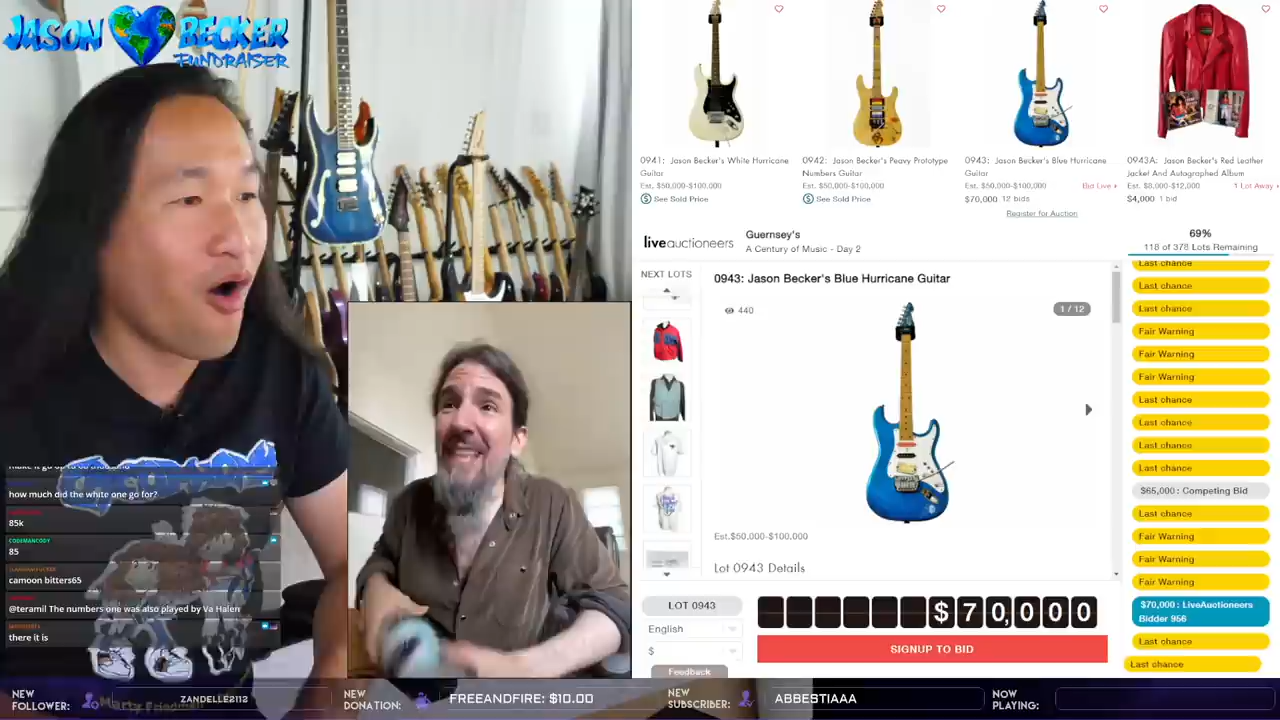 JASON BECKER
FUNDRAISER
how much did the white one go for?
85k
CODEMANCODY
85
camoon bitters65
@teramil The numbers one was also played by Va Halen
there it is
0941: Jason Becker's White Hurricane
Guitar
Est. $50,000-$100,000
See Sold Price
0942: Jason Becker's Peavy Prototype
Numbers Guitar
Est. $50,000-$100,000
See Sold Price
0943: Jason Becker's Blue Hurricane
Guitar
Est. $50,000-$100,000
Bid Live
$70,000 12 bids
Register for Auction
0943A: Jason Becker's Red Leather
Jacket And Autographed Album
Est. $8,000-$12,000
1 Lot Away
$4,000 1 bid
liveauctioneers
Guernsey's
A Century of Music - Day 2
69%
118 of 378 Lots Remaining
NEXT LOTS
0943: Jason Becker's Blue Hurricane Guitar
440
1 / 12
Est.$50,000-$100,000
Lot 0943 Details
LOT 0943
English
$
Feedback
$70,000
SIGNUP TO BID
Last chance
Last chance
Last chance
Fair Warning
Fair Warning
Fair Warning
Last chance
Last chance
Last chance
Last chance
$65,000 : Competing Bid
Last chance
Fair Warning
Fair Warning
Fair Warning
$70,000 : LiveAuctioneers
Bidder 956
Last chance
Last chance
NEW
FOLLOWER:
ZANDELLE2112
NEW
DONATION:
FREEANDFIRE: $10.00
NEW
SUBSCRIBER:
ABBESTIAAA
NOW
PLAYING: